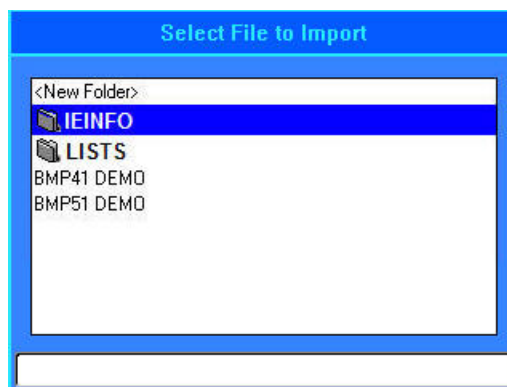 Select File to Import
<New Folder>
IEINFO
LISTS
BMP41 DEMO
BMP51 DEMO